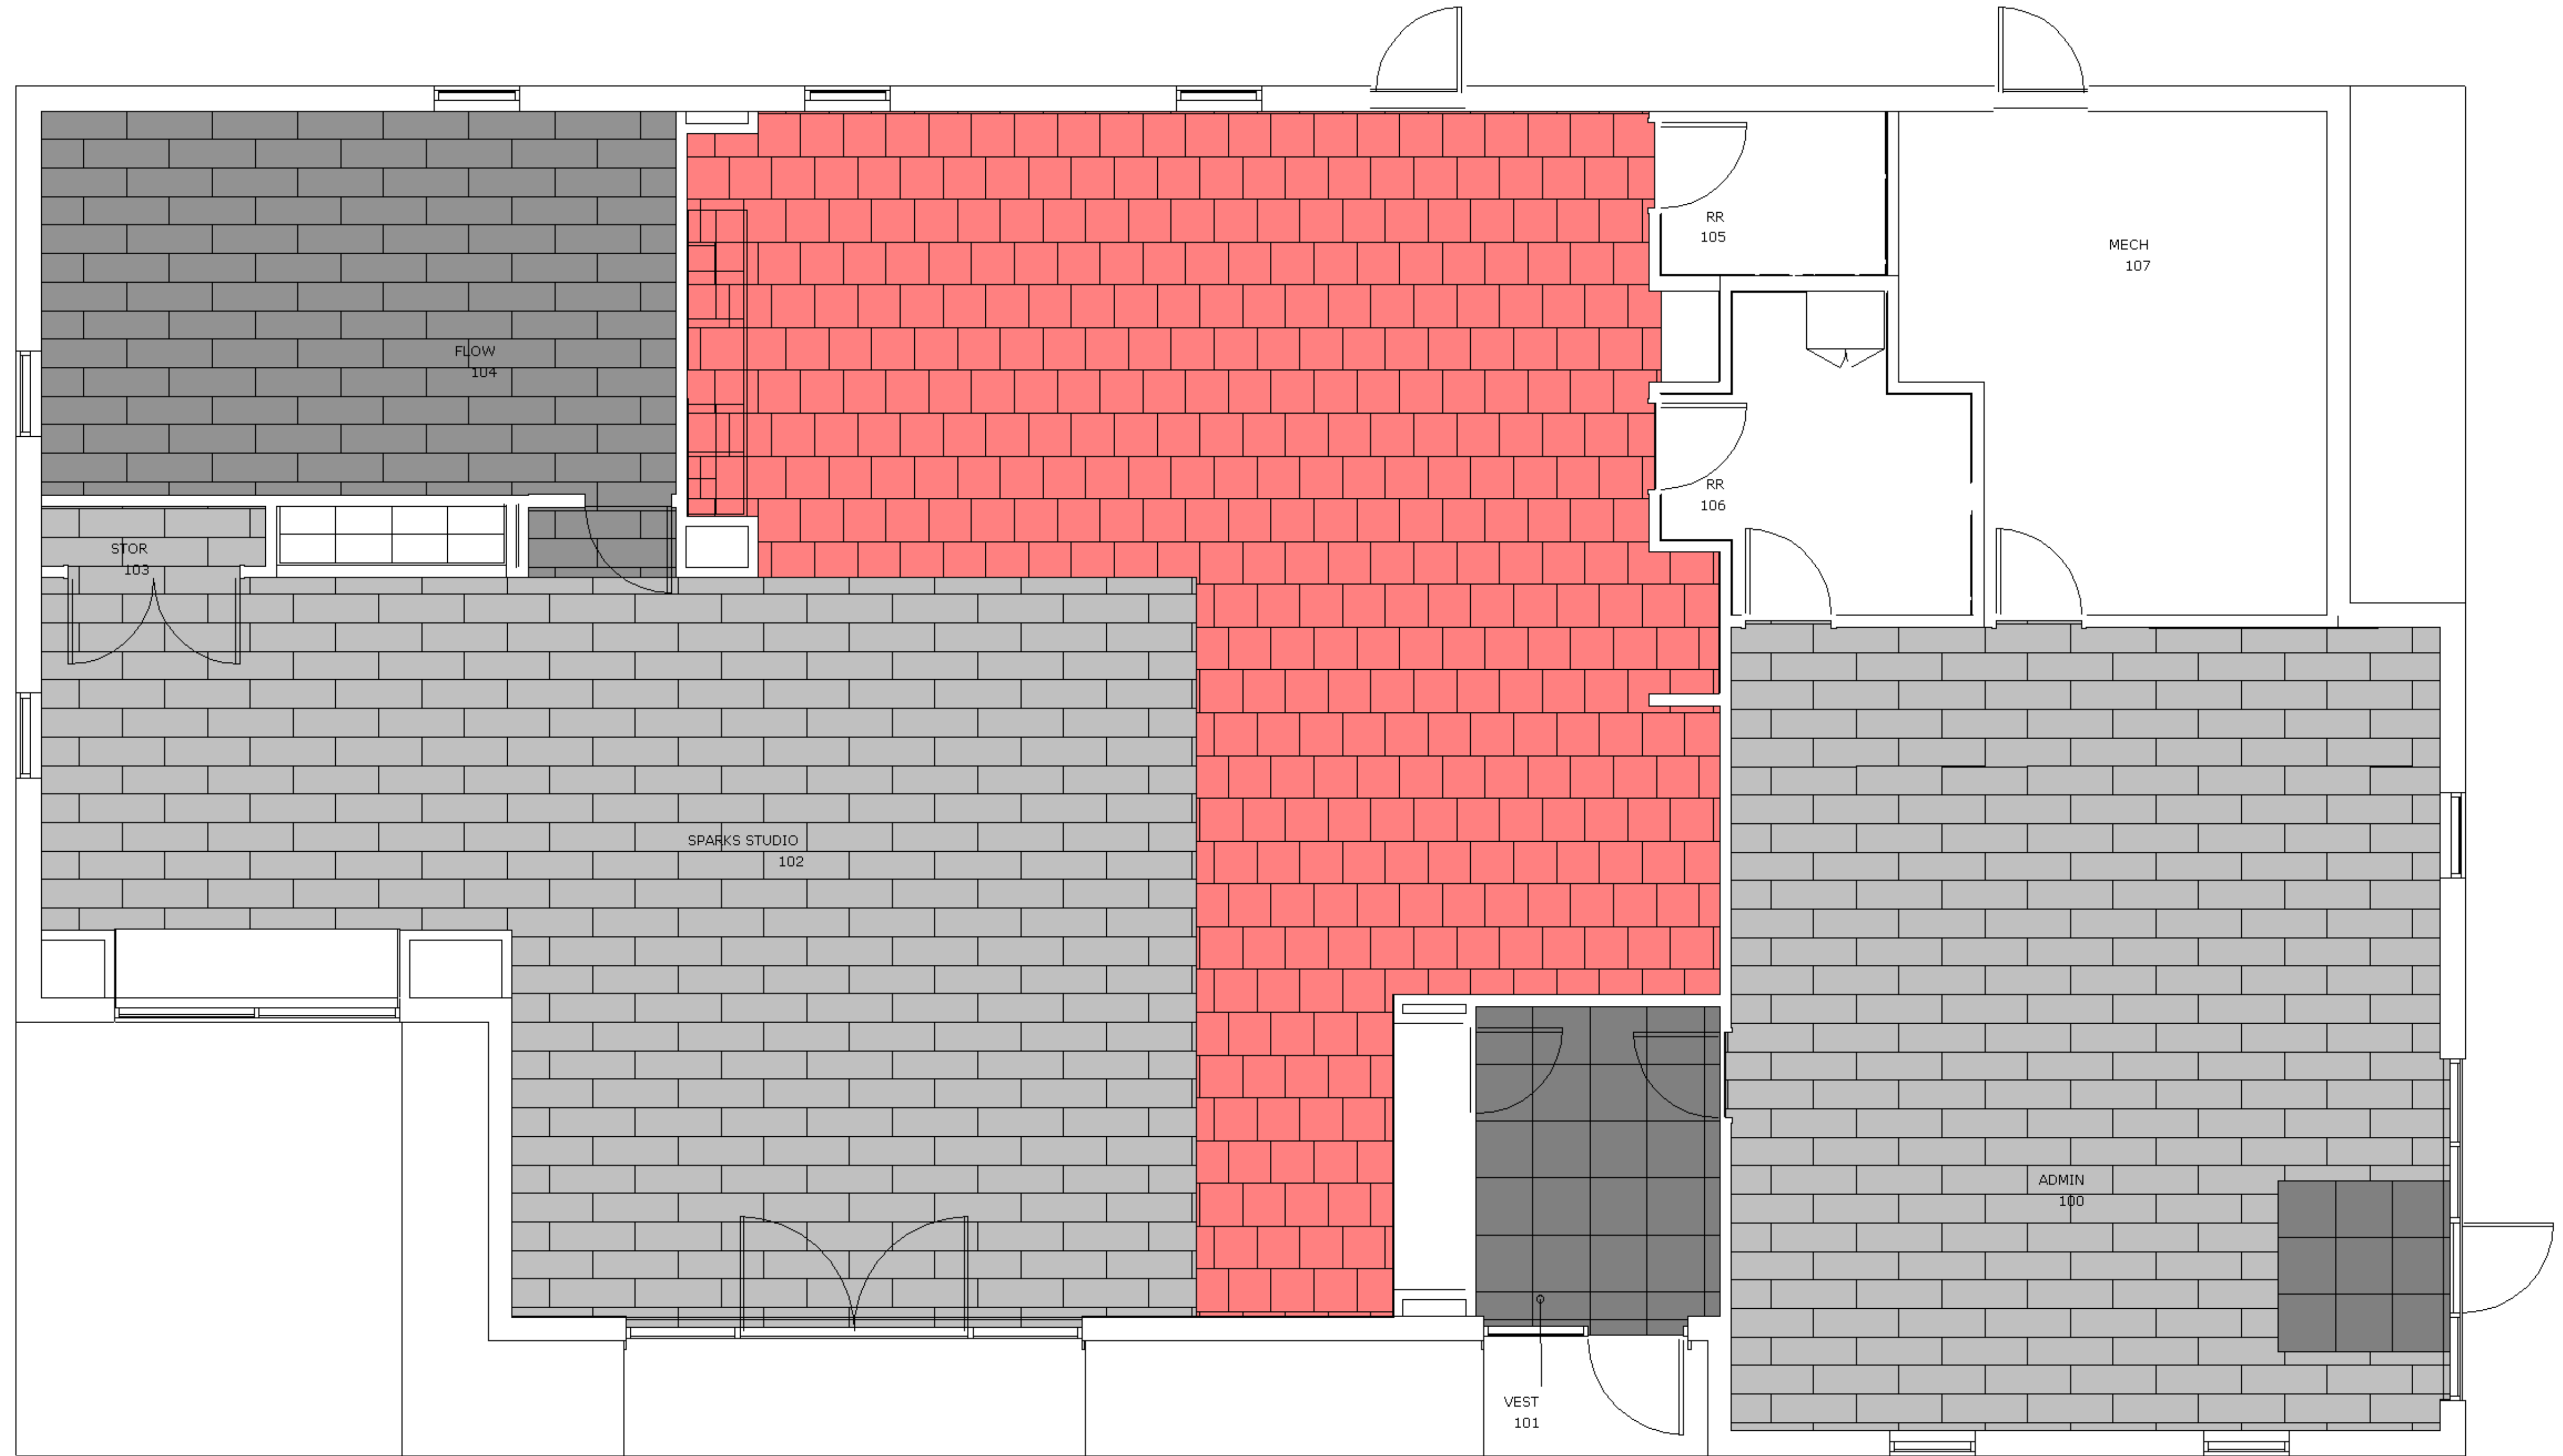 RR
105
MECH
107
FLOW
104
RR
106
STOR
103
SPARKS STUDIO
102
ADMIN
100
VEST
101